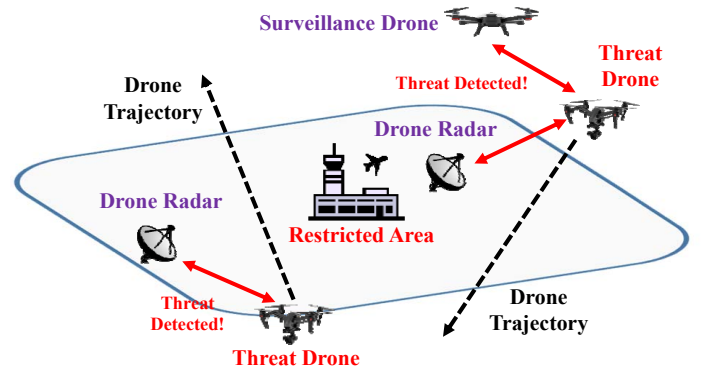 Surveillance Drone
Threat
Drone
Threat Detected!
Drone
Trajectory
Drone Radar
Drone Radar
Restricted Area
Threat
Detected!
Drone
Trajectory
Threat Drone